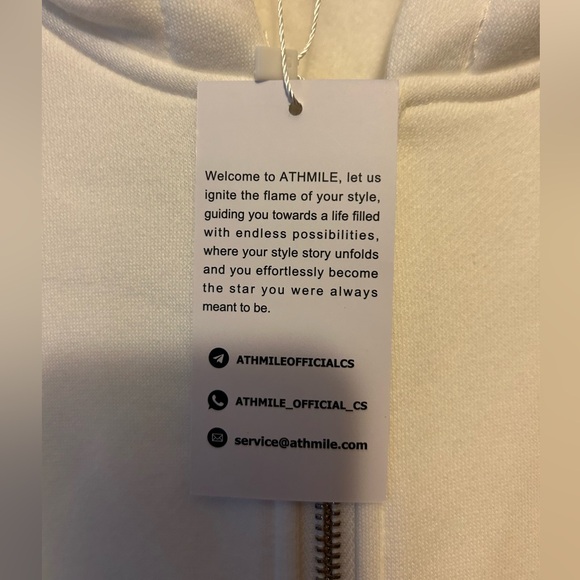 Welcome to ATHMILE, let us
ignite the flame of your style,
guiding you towards a life filled
with endless possibilities,
where your style story unfolds
and you effortlessly become
the star you were always
meant to be.
ATHMILEOFFICIALCS
ATHMILE_OFFICIAL_CS
service@athmile.com